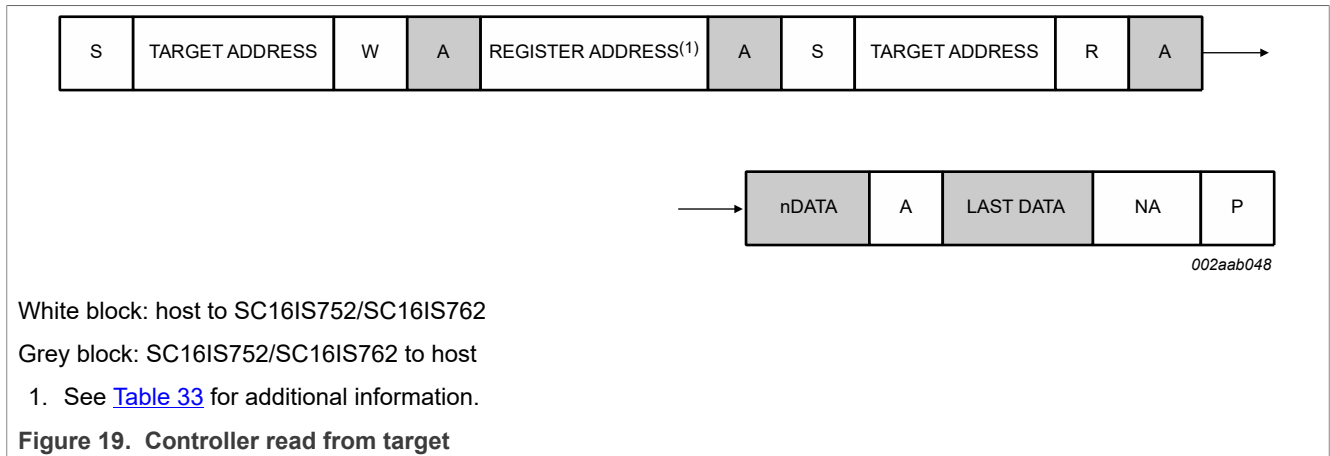 S TARGET ADDRESS W A REGISTER ADDRESS(1) A S TARGET ADDRESS R A
nDATA A LAST DATA NA P
002aab048
White block: host to SC16IS752/SC16IS762
Grey block: SC16IS752/SC16IS762 to host
1. See Table 33 for additional information.
Figure 19. Controller read from target